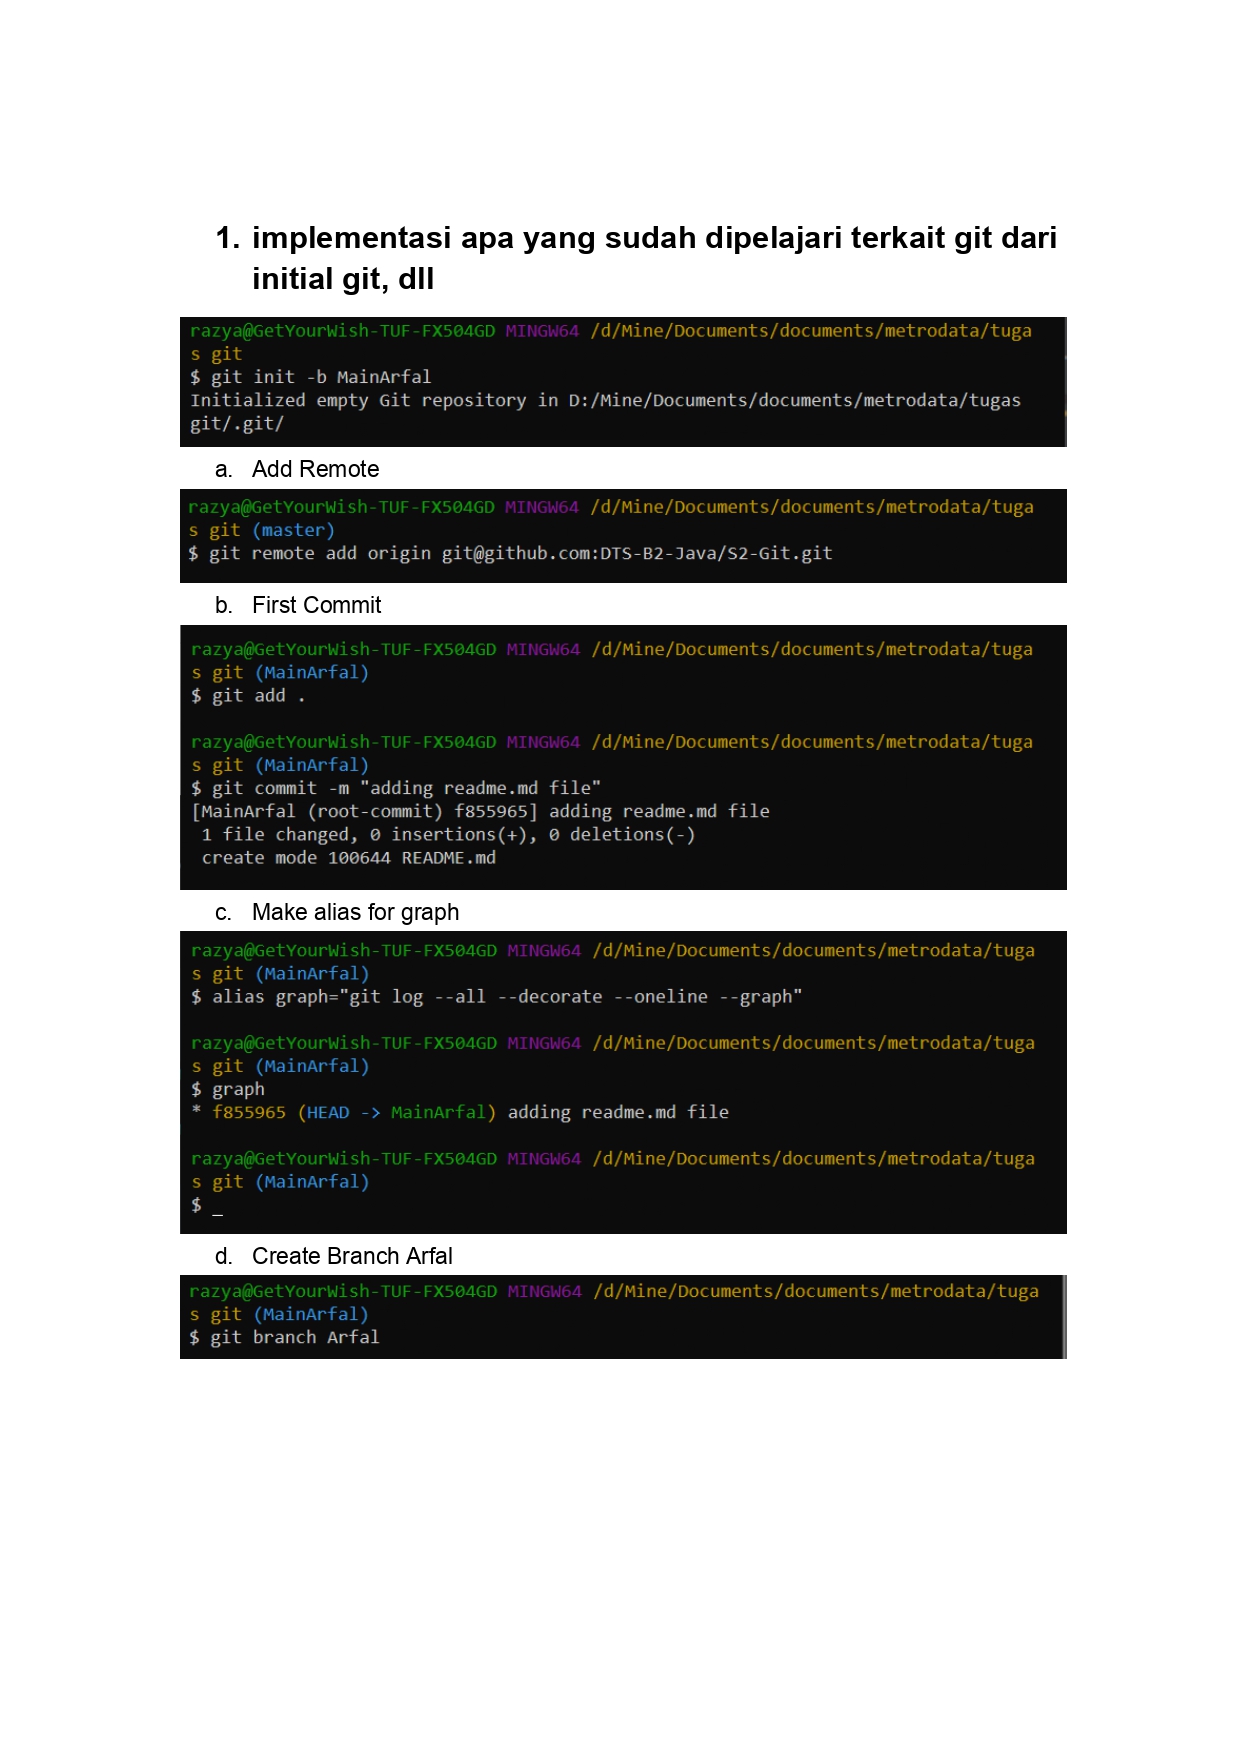 1. implementasi apa yang sudah dipelajari terkait git dari
initial git, dll
razya@GetYourWish-TUF-FX504GD MINGW64 /d/Mine/Documents/documents/metrodata/tuga
s git
$ git init -b MainArfal
Initialized empty Git repository in D:/Mine/Documents/documents/metrodata/tugas
git/.git/
a. Add Remote
razya@GetYourWish-TUF-FX504GD MINGW64 /d/Mine/Documents/documents/metrodata/tuga
s git (master)
$ git remote add origin git@github.com:DTS-B2-Java/S2-Git.git
b. First Commit
razya@GetYourWish-TUF-FX504GD MINGW64 /d/Mine/Documents/documents/metrodata/tuga
s git (MainArfal)
$ git add .
razya@GetYourWish-TUF-FX504GD MINGW64 /d/Mine/Documents/documents/metrodata/tuga
s git (MainArfal)
$ git commit -m "adding readme.md file"
[MainArfal (root-commit) f855965] adding readme.md file
1 file changed, 0 insertions(+), 0 deletions(-)
create mode 100644 README.md
c. Make alias for graph
razya@GetYourWish-TUF-FX504GD MINGW64 /d/Mine/Documents/documents/metrodata/tuga
s git (MainArfal)
$ alias graph="git log --all --decorate --oneline --graph"
razya@GetYourWish-TUF-FX504GD MINGW64 /d/Mine/Documents/documents/metrodata/tuga
s git (MainArfal)
$ graph
* f855965 (HEAD -> MainArfal) adding readme.md file
razya@GetYourWish-TUF-FX504GD MINGW64 /d/Mine/Documents/documents/metrodata/tuga
s git (MainArfal)
$ _
d. Create Branch Arfal
razya@GetYourWish-TUF-FX504GD MINGW64 /d/Mine/Documents/documents/metrodata/tuga
s git (MainArfal)
$ git branch Arfal